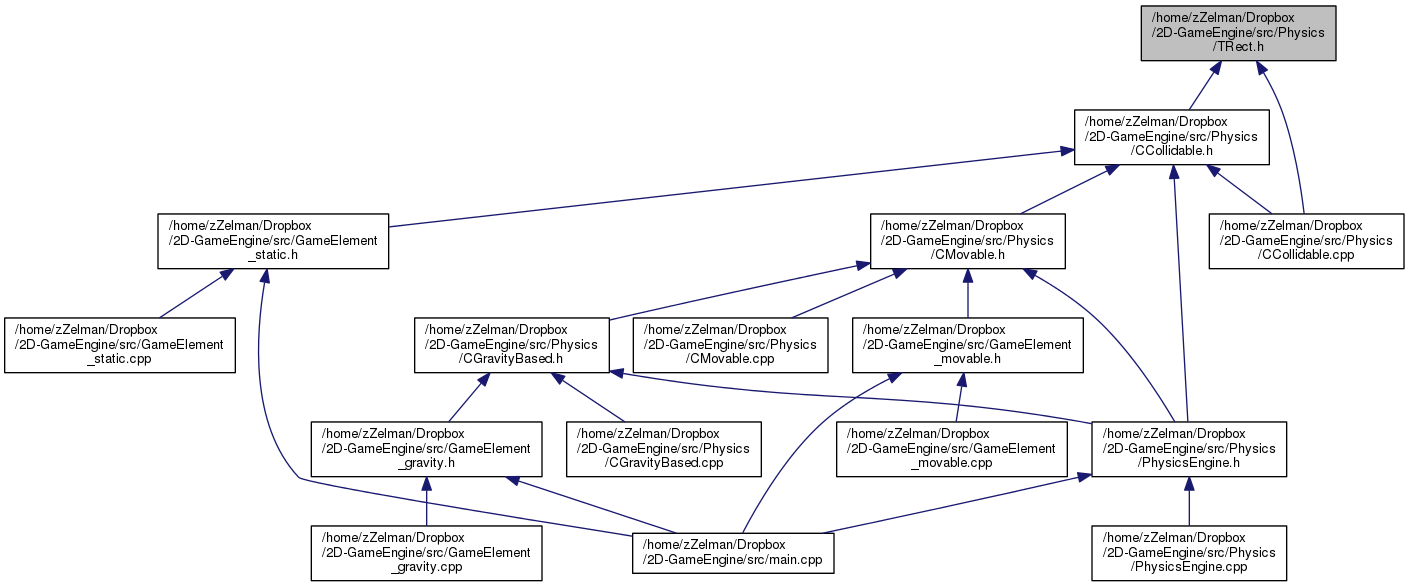 /home/zZelman/Dropbox
/2D-GameEngine/src/Physics
/TRect.h
/home/zZelman/Dropbox
/2D-GameEngine/src/Physics
/CCollidable.h
/home/zZelman/Dropbox
/2D-GameEngine/src/GameElement
_static.h
/home/zZelman/Dropbox
/2D-GameEngine/src/Physics
/CMovable.h
/home/zZelman/Dropbox
/2D-GameEngine/src/Physics
/CCollidable.cpp
/home/zZelman/Dropbox
/2D-GameEngine/src/GameElement
_static.cpp
/home/zZelman/Dropbox
/2D-GameEngine/src/Physics
/CGravityBased.h
/home/zZelman/Dropbox
/2D-GameEngine/src/Physics
/CMovable.cpp
/home/zZelman/Dropbox
/2D-GameEngine/src/GameElement
_movable.h
/home/zZelman/Dropbox
/2D-GameEngine/src/GameElement
_gravity.h
/home/zZelman/Dropbox
/2D-GameEngine/src/Physics
/CGravityBased.cpp
/home/zZelman/Dropbox
/2D-GameEngine/src/GameElement
_movable.cpp
/home/zZelman/Dropbox
/2D-GameEngine/src/Physics
/PhysicsEngine.h
/home/zZelman/Dropbox
/2D-GameEngine/src/GameElement
_gravity.cpp
/home/zZelman/Dropbox
/2D-GameEngine/src/main.cpp
/home/zZelman/Dropbox
/2D-GameEngine/src/Physics
/PhysicsEngine.cpp